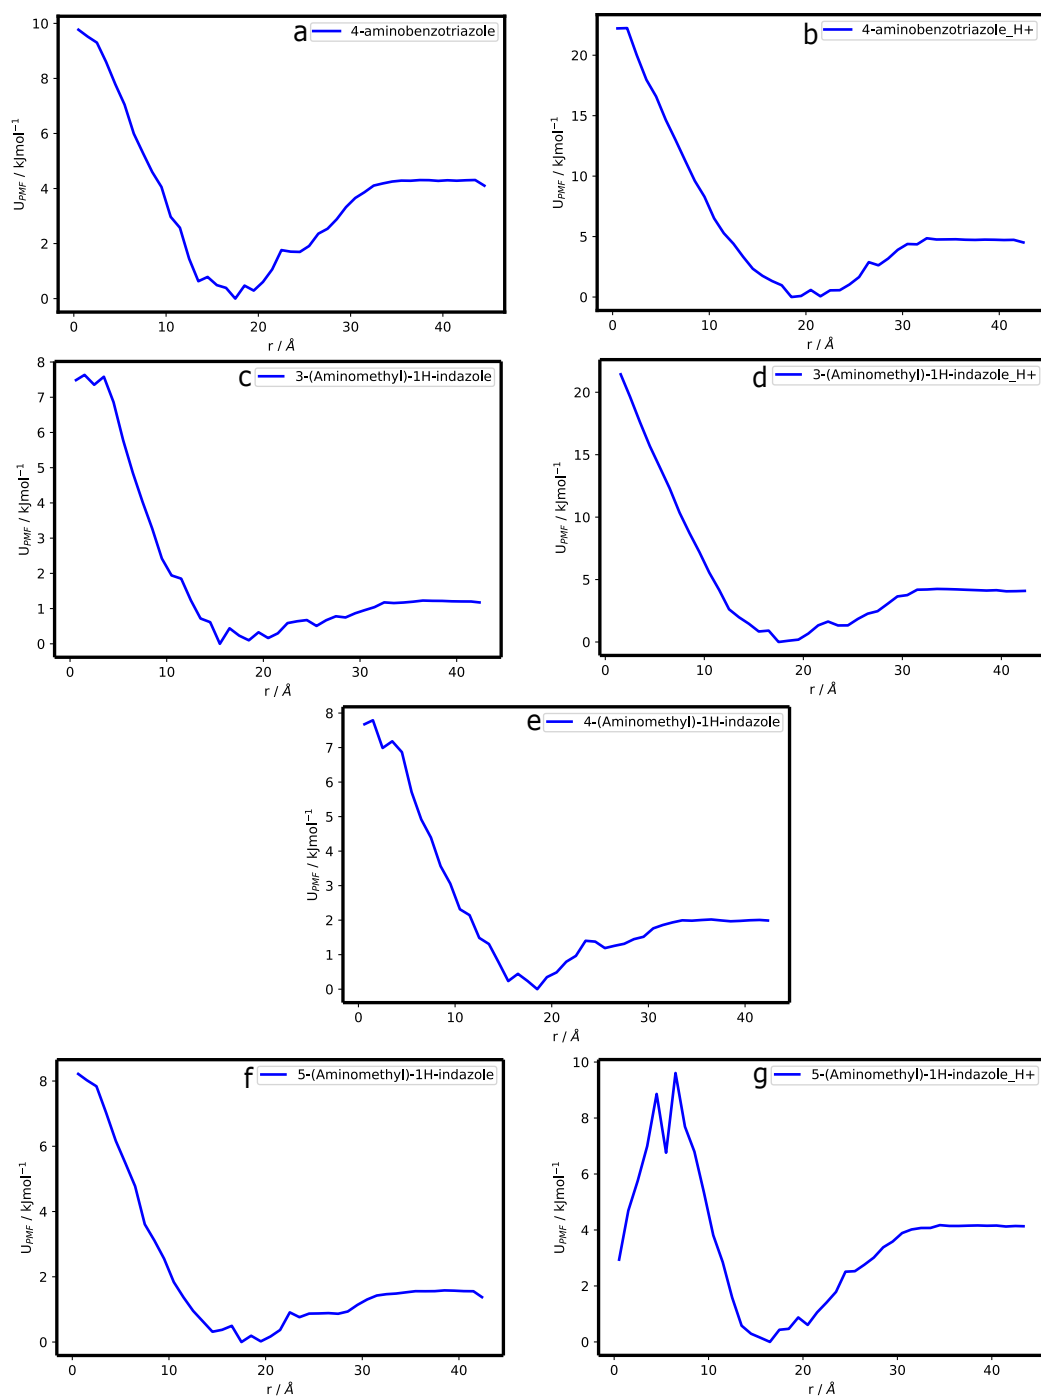 a
4-aminobenzotriazole
10
8
6
4
2
0
U_PMF / kJmol⁻¹
0 10 20 30 40
r / Å
b
4-aminobenzotriazole_H+
20
15
10
5
0
U_PMF / kJmol⁻¹
0 10 20 30 40
r / Å
c
3-(Aminomethyl)-1H-indazole
8
7
6
5
4
3
2
1
0
U_PMF / kJmol⁻¹
0 10 20 30 40
r / Å
d
3-(Aminomethyl)-1H-indazole_H+
20
15
10
5
0
U_PMF / kJmol⁻¹
0 10 20 30 40
r / Å
e
4-(Aminomethyl)-1H-indazole
8
7
6
5
4
3
2
1
0
U_PMF / kJmol⁻¹
0 10 20 30 40
r / Å
f
5-(Aminomethyl)-1H-indazole
8
6
4
2
0
U_PMF / kJmol⁻¹
0 10 20 30 40
r / Å
g
5-(Aminomethyl)-1H-indazole_H+
10
8
6
4
2
0
U_PMF / kJmol⁻¹
0 10 20 30 40
r / Å